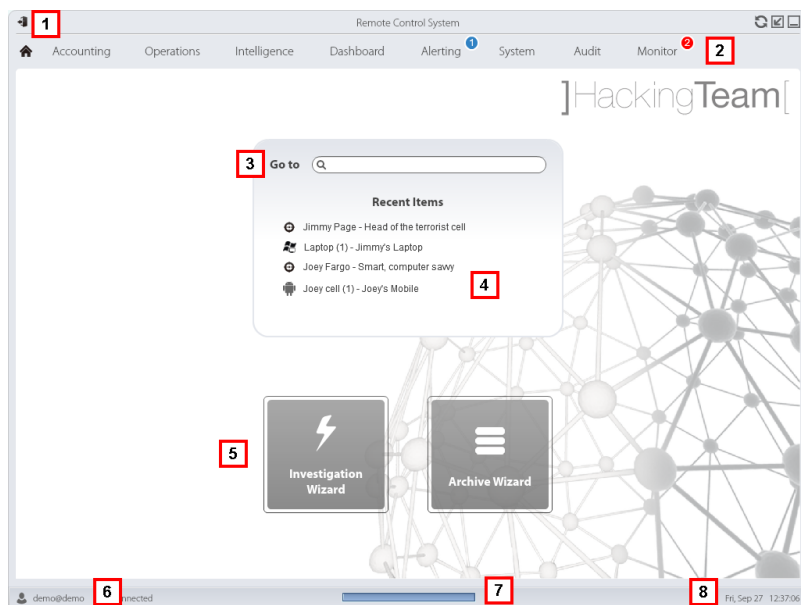 1
Remote Control System
Accounting Operations Intelligence Dashboard Alerting 1 System Audit Monitor 2 2
]HackingTeam[
3 Go to
Recent Items
Jimmy Page - Head of the terrorist cell
Laptop (1) - Jimmy's Laptop
Joey Fargo - Smart, computer savvy
Joey cell (1) - Joey's Mobile
4
5
Investigation
Wizard
Archive Wizard
demo@demo 6 nnected 7 8 Fri, Sep 27 12:37:06